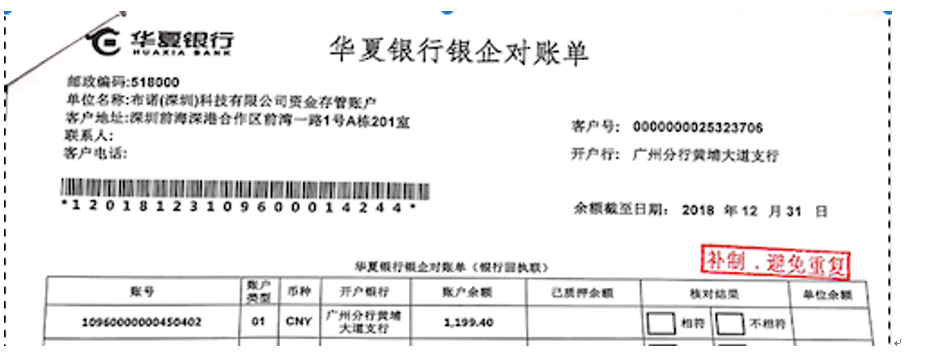 华夏银行
HUAXIA BANK
华夏银行银企对账单
邮政编码:518000
单位名称:布诺(深圳)科技有限公司资金存管账户
客户地址:深圳前海深港合作区前湾一路1号A栋201室
联系人:
客户电话:
客户号: 0000000025323706
开户行: 广州分行黄埔大道支行
*12018123109600014244*
余额截至日期: 2018 年 12 月 31 日
华夏银行银企对账单(银行回执联)
补制,避免重复
账号 账户类型 币种 开户银行 账户余额 已质押余额 核对结果 单位余额
10960000000450402 01 CNY 广州分行黄埔大道支行 1,199.40 相符 不相符